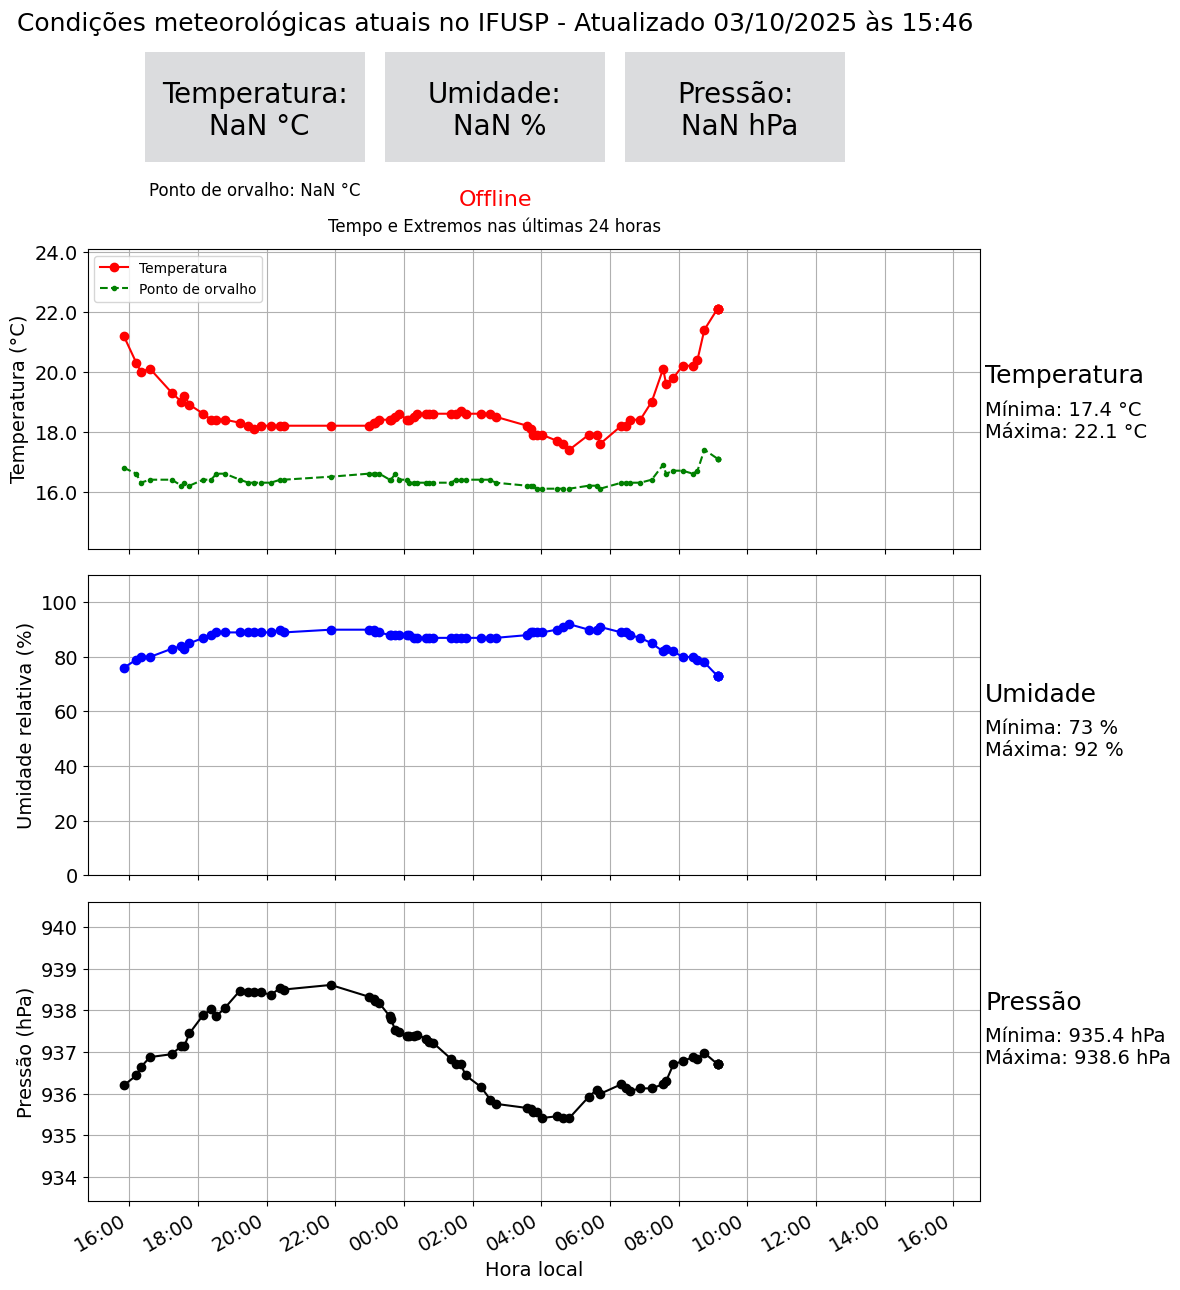 Condições meteorológicas atuais no IFUSP - Atualizado 03/10/2025 às 15:46
Temperatura:
NaN °C
Umidade:
NaN %
Pressão:
NaN hPa
Ponto de orvalho: NaN °C
Offline
Tempo e Extremos nas últimas 24 horas
Temperatura (°C)
24.0
22.0
20.0
18.0
16.0
Temperatura
Ponto de orvalho
Temperatura
Mínima: 17.4 °C
Máxima: 22.1 °C
Umidade relativa (%)
100
80
60
40
20
0
Umidade
Mínima: 73 %
Máxima: 92 %
Pressão (hPa)
940
939
938
937
936
935
934
Pressão
Mínima: 935.4 hPa
Máxima: 938.6 hPa
16:00 18:00 20:00 22:00 00:00 02:00 04:00 06:00 08:00 10:00 12:00 14:00 16:00
Hora local